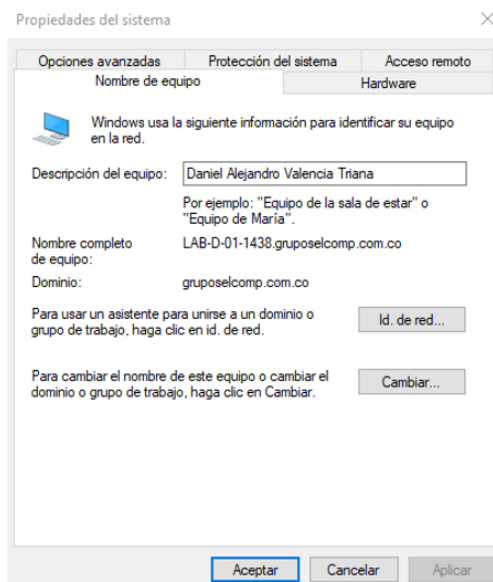 Propiedades del sistema
Opciones avanzadas Protección del sistema Acceso remoto
Nombre de equipo Hardware
Windows usa la siguiente información para identificar su equipo
en la red.
Descripción del equipo: Daniel Alejandro Valencia Triana
Por ejemplo: "Equipo de la sala de estar" o
"Equipo de María".
Nombre completo LAB-D-01-1438.gruposelcomp.com.co
de equipo:
Dominio: gruposelcomp.com.co
Para usar un asistente para unirse a un dominio o
grupo de trabajo, haga clic en id. de red.
Id. de red...
Para cambiar el nombre de este equipo o cambiar el
dominio o grupo de trabajo, haga clic en Cambiar.
Cambiar...
Aceptar Cancelar Aplicar